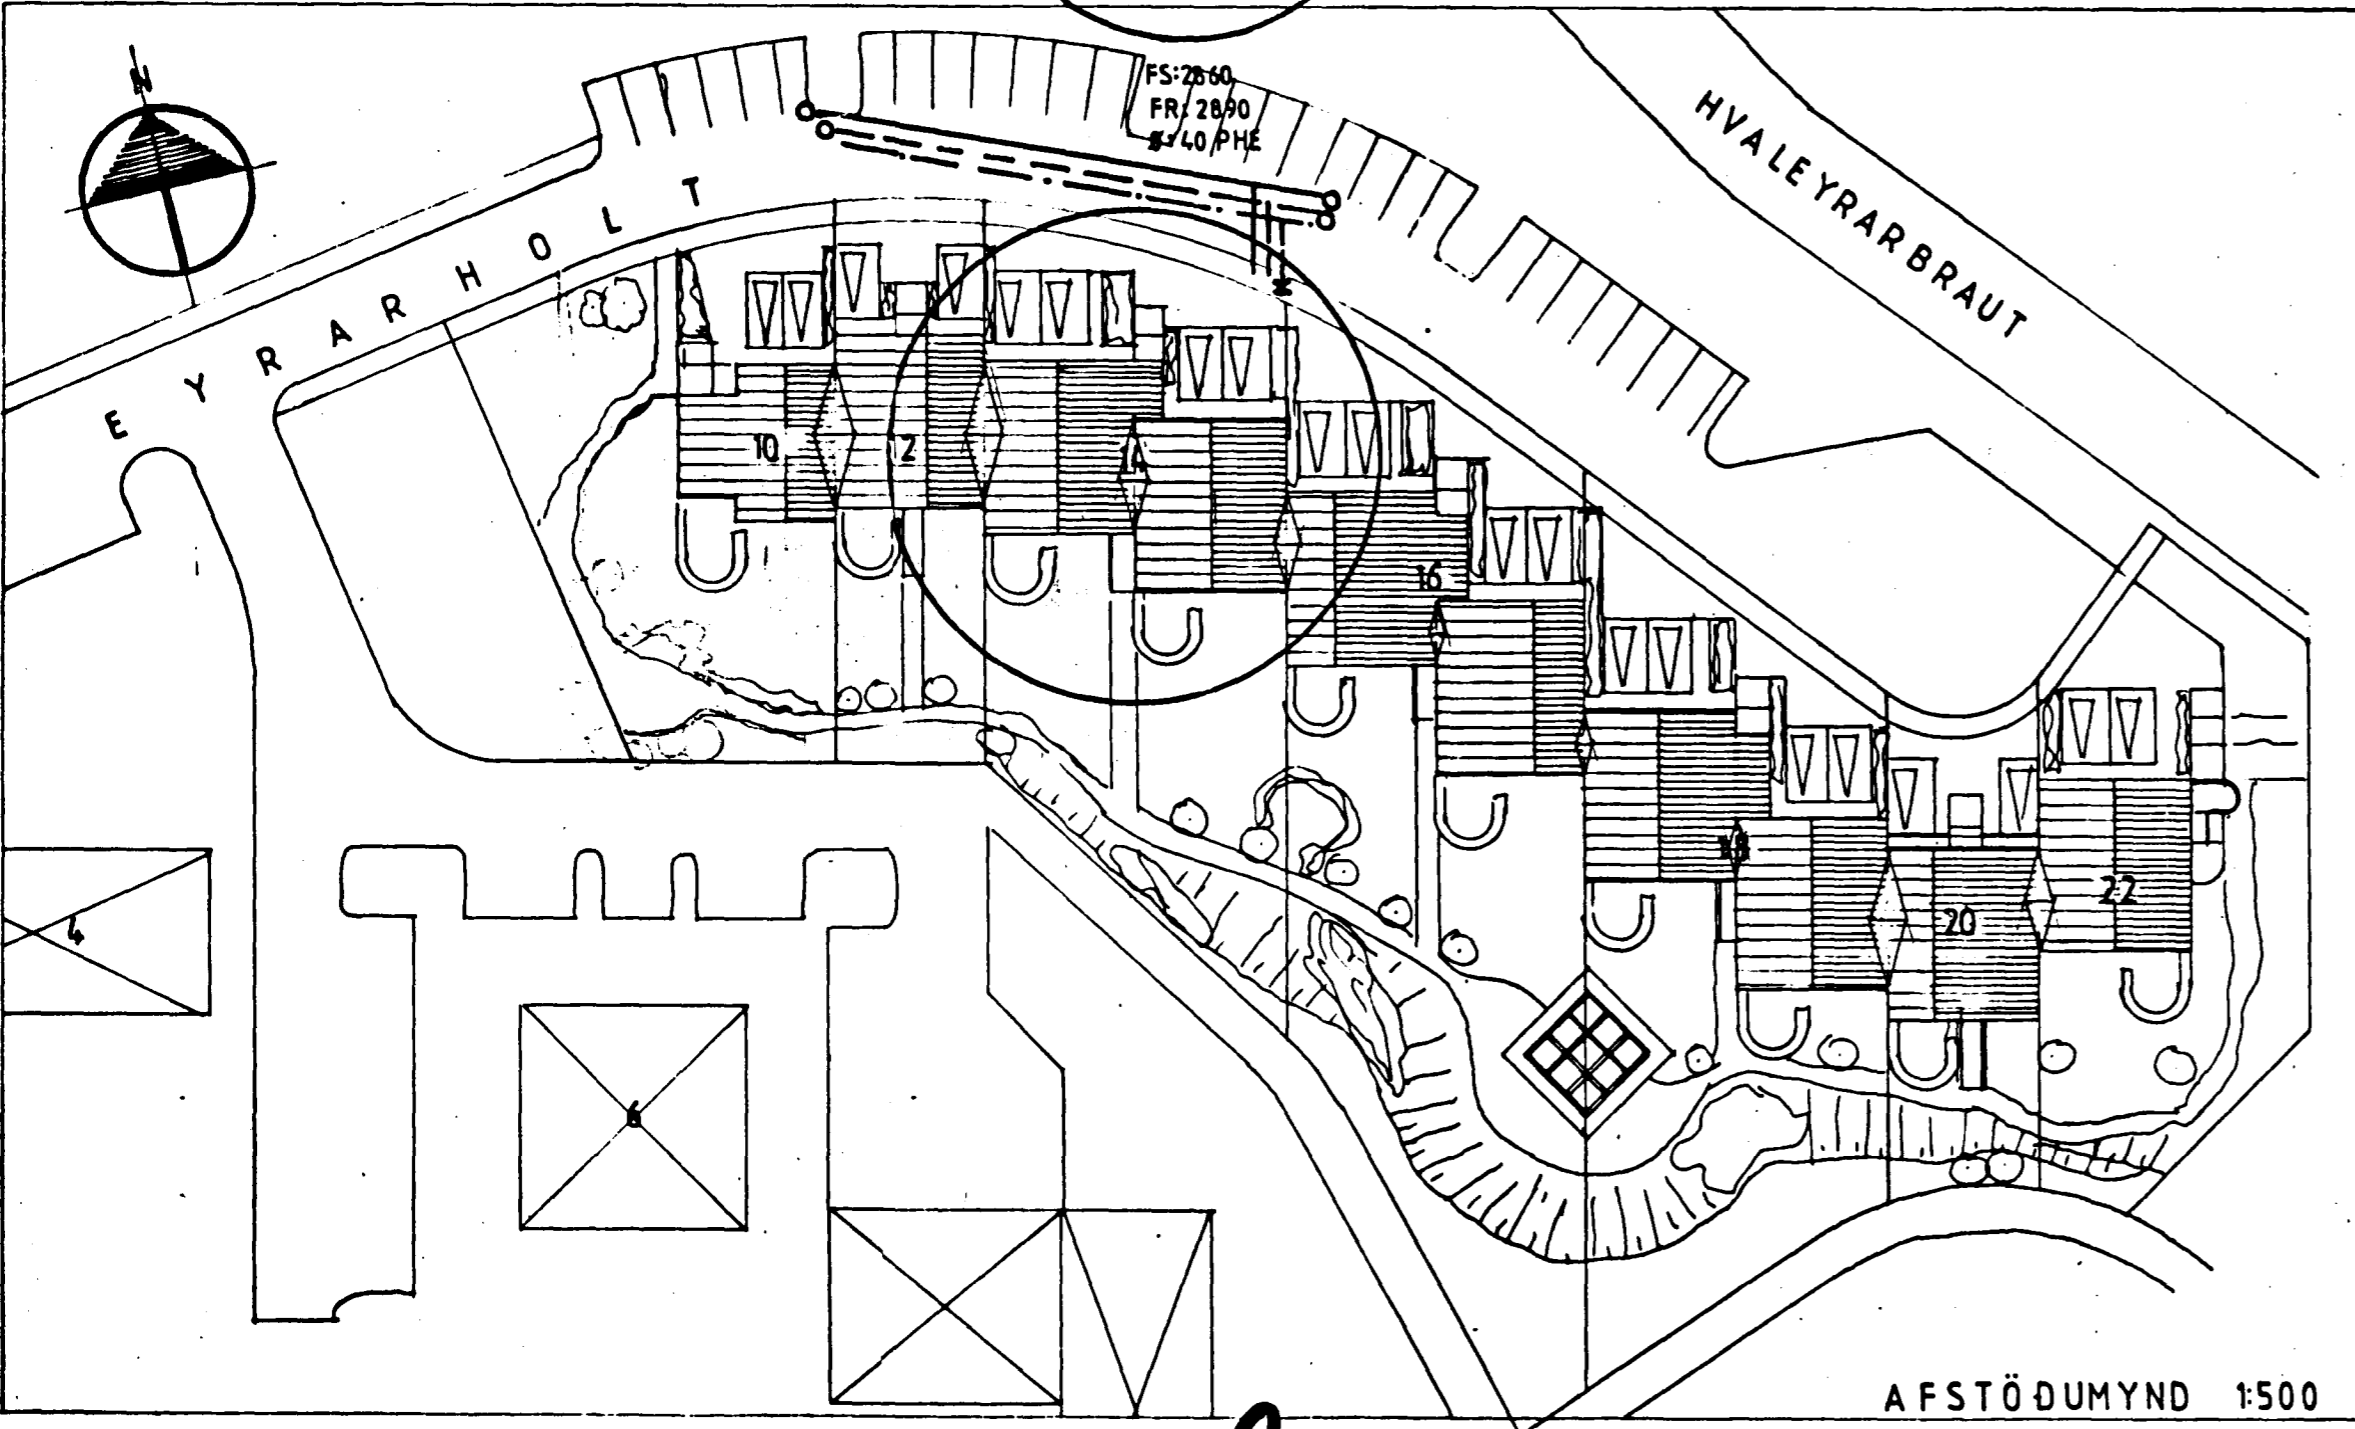 N
FS:2860
FR: 2890
Ø:40 PHE
HVALEYRARBRAUT
EYRARHOLT
10
12
14
16
18
20
22
4
6
AFSTÖÐUMYND 1:500